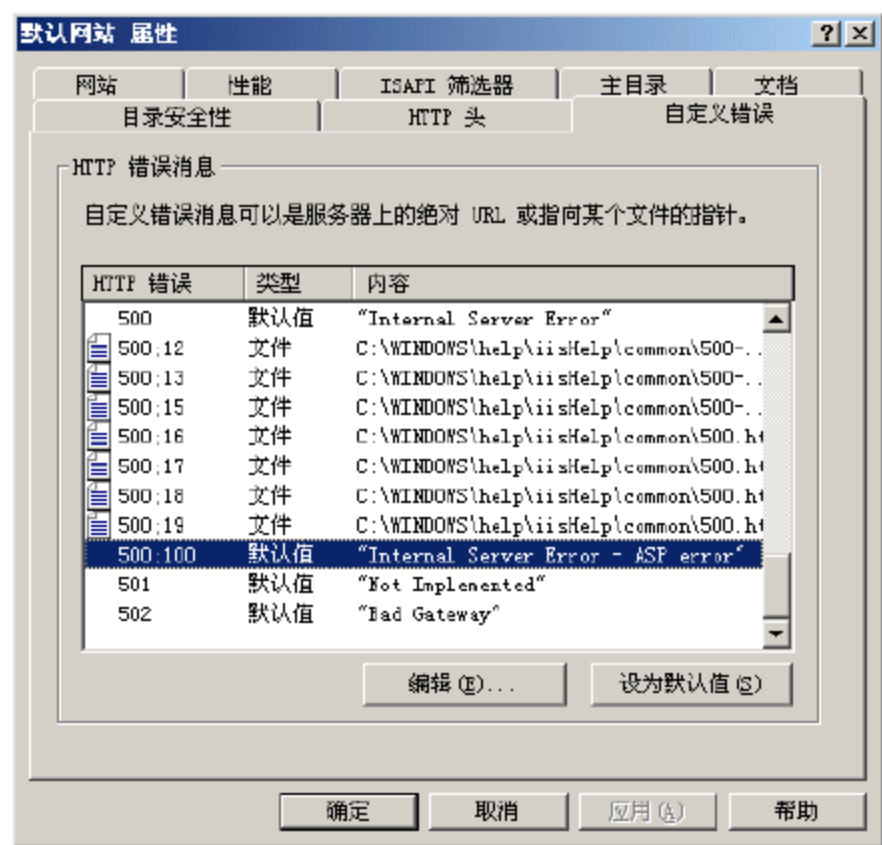 默认网站 属性
? ×
网站 性能 ISAPI 筛选器 主目录 文档
目录安全性 HTTP 头 自定义错误
HTTP 错误消息
自定义错误消息可以是服务器上的绝对 URL 或指向某个文件的指针。
HTTP 错误 类型 内容
500 默认值 "Internal Server Error"
500;12 文件 C:\WINDOWS\help\iisHelp\common\500-..
500;13 文件 C:\WINDOWS\help\iisHelp\common\500-..
500;15 文件 C:\WINDOWS\help\iisHelp\common\500-..
500;16 文件 C:\WINDOWS\help\iisHelp\common\500.ht
500;17 文件 C:\WINDOWS\help\iisHelp\common\500.ht
500;18 文件 C:\WINDOWS\help\iisHelp\common\500.ht
500;19 文件 C:\WINDOWS\help\iisHelp\common\500.ht
500;100 默认值 "Internal Server Error - ASP error"
501 默认值 "Not Implemented"
502 默认值 "Bad Gateway"
编辑(E)... 设为默认值(S)
确定 取消 应用(A) 帮助